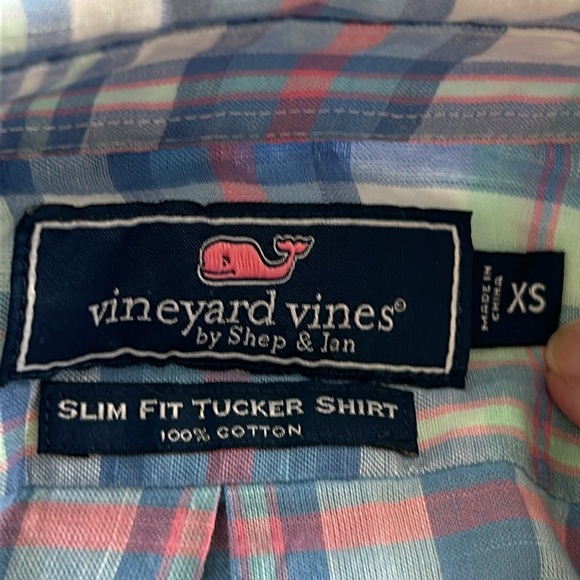 vineyard vines®
by Shep & Ian
MADE IN
CHINA
XS
SLIM FIT TUCKER SHIRT
100% COTTON